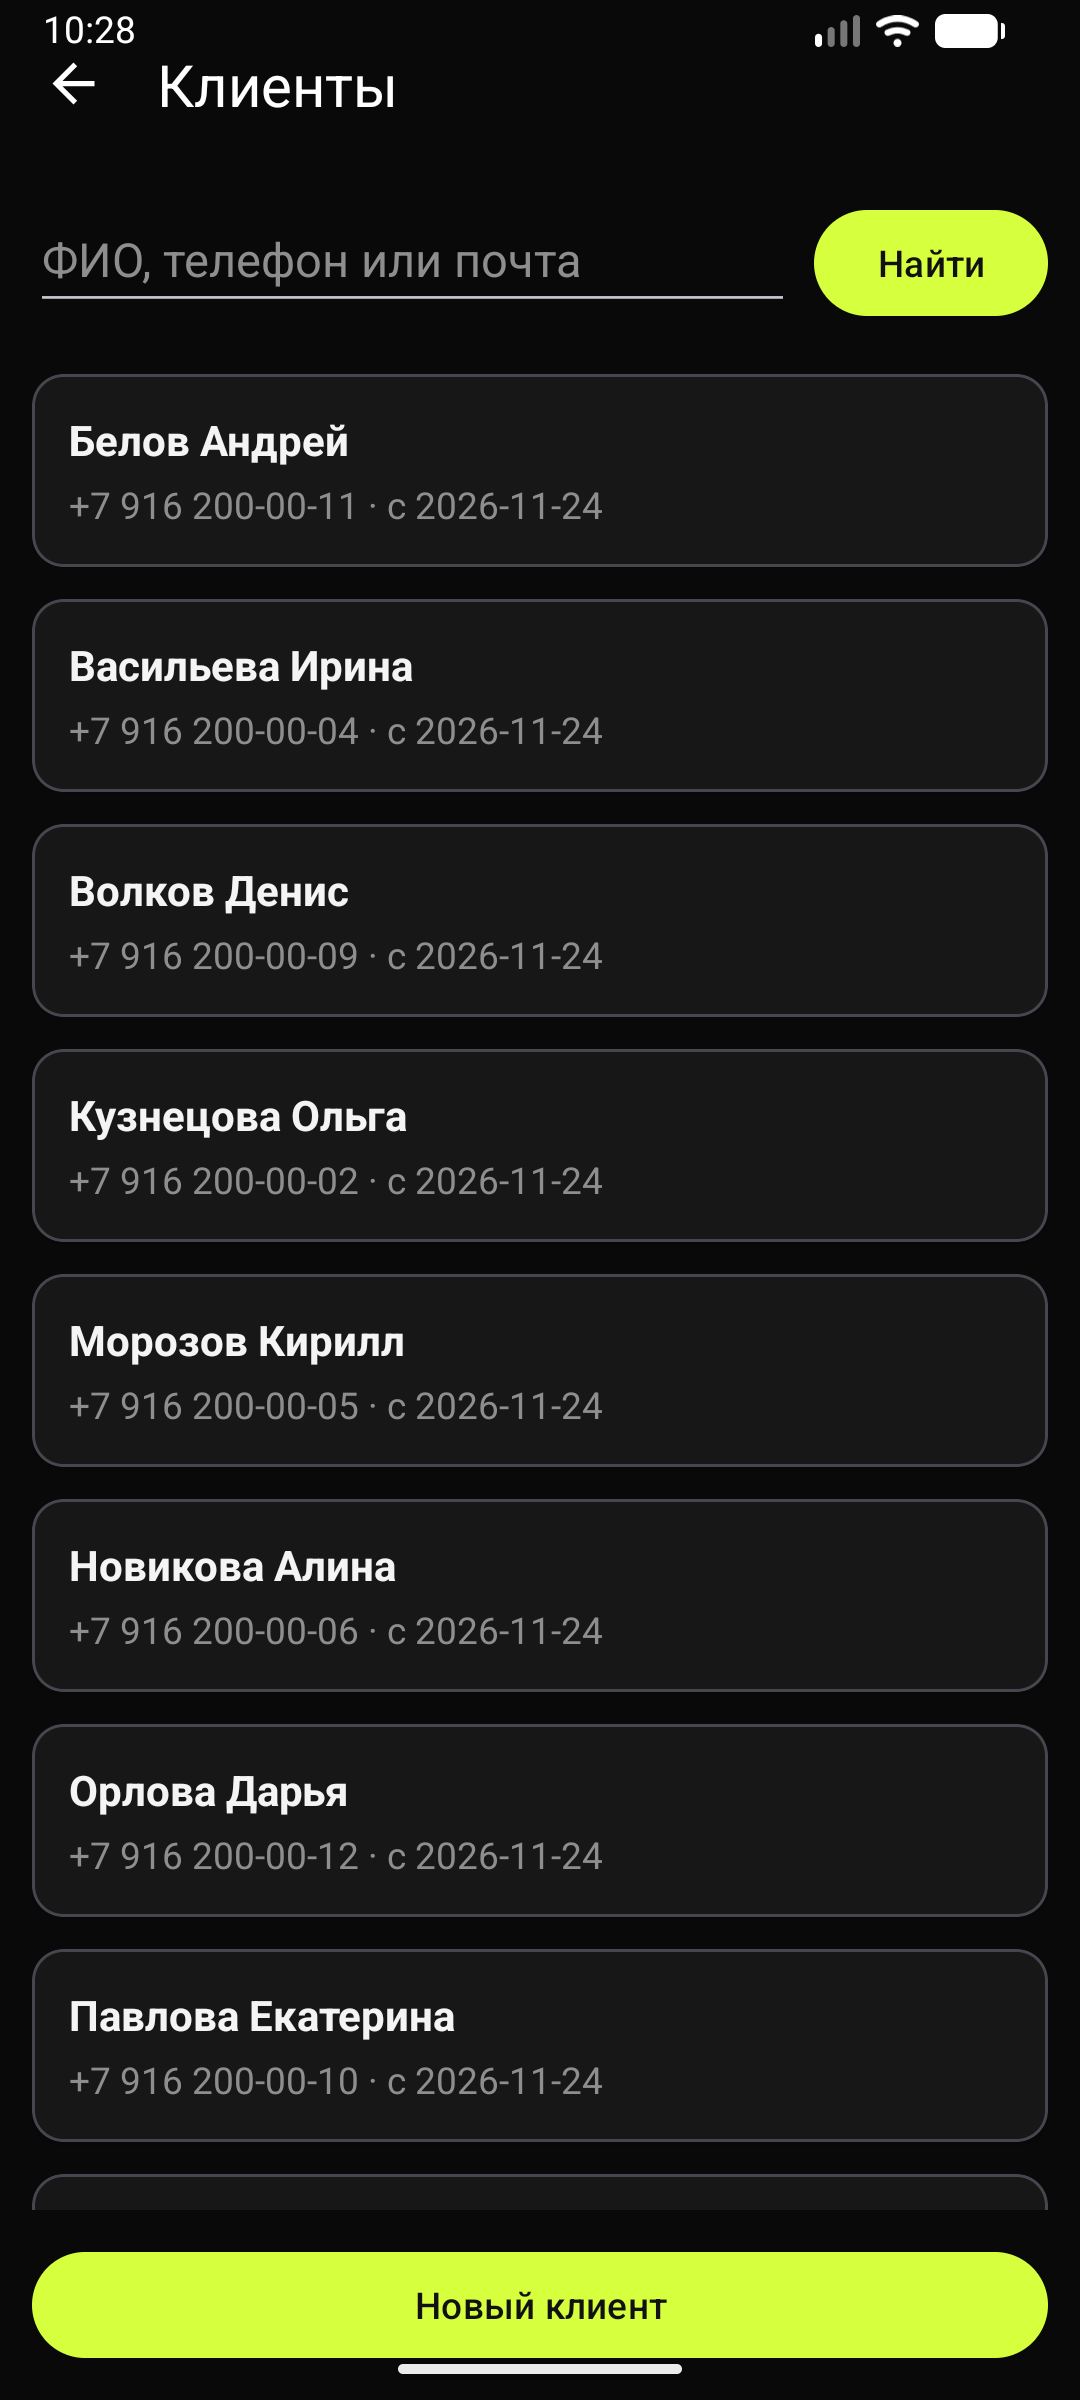 10:28
Клиенты
ФИО, телефон или почта
Найти
Белов Андрей
+7 916 200-00-11 · с 2026-11-24
Васильева Ирина
+7 916 200-00-04 · с 2026-11-24
Волков Денис
+7 916 200-00-09 · с 2026-11-24
Кузнецова Ольга
+7 916 200-00-02 · с 2026-11-24
Морозов Кирилл
+7 916 200-00-05 · с 2026-11-24
Новикова Алина
+7 916 200-00-06 · с 2026-11-24
Орлова Дарья
+7 916 200-00-12 · с 2026-11-24
Павлова Екатерина
+7 916 200-00-10 · с 2026-11-24
Новый клиент